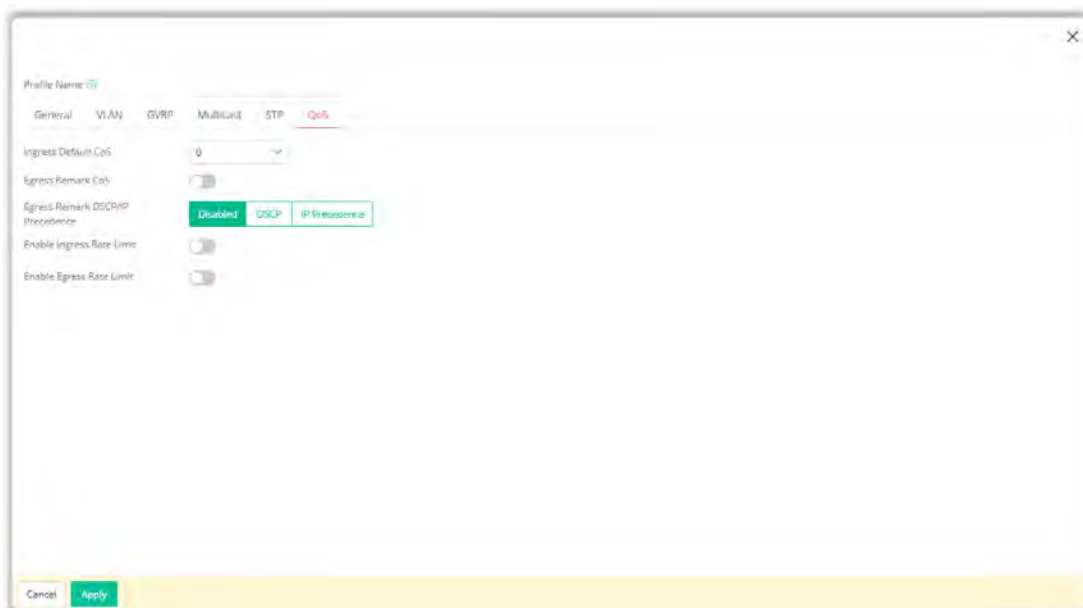 Profile Name
General VLAN GVRP Multicast STP QoS
Ingress Default CoS 0
Egress Remark CoS
Egress Remark DSCP/IP
Precedence
Disabled DSCP IP Precedence
Enable Ingress Rate Limit
Enable Egress Rate Limit
Cancel Apply